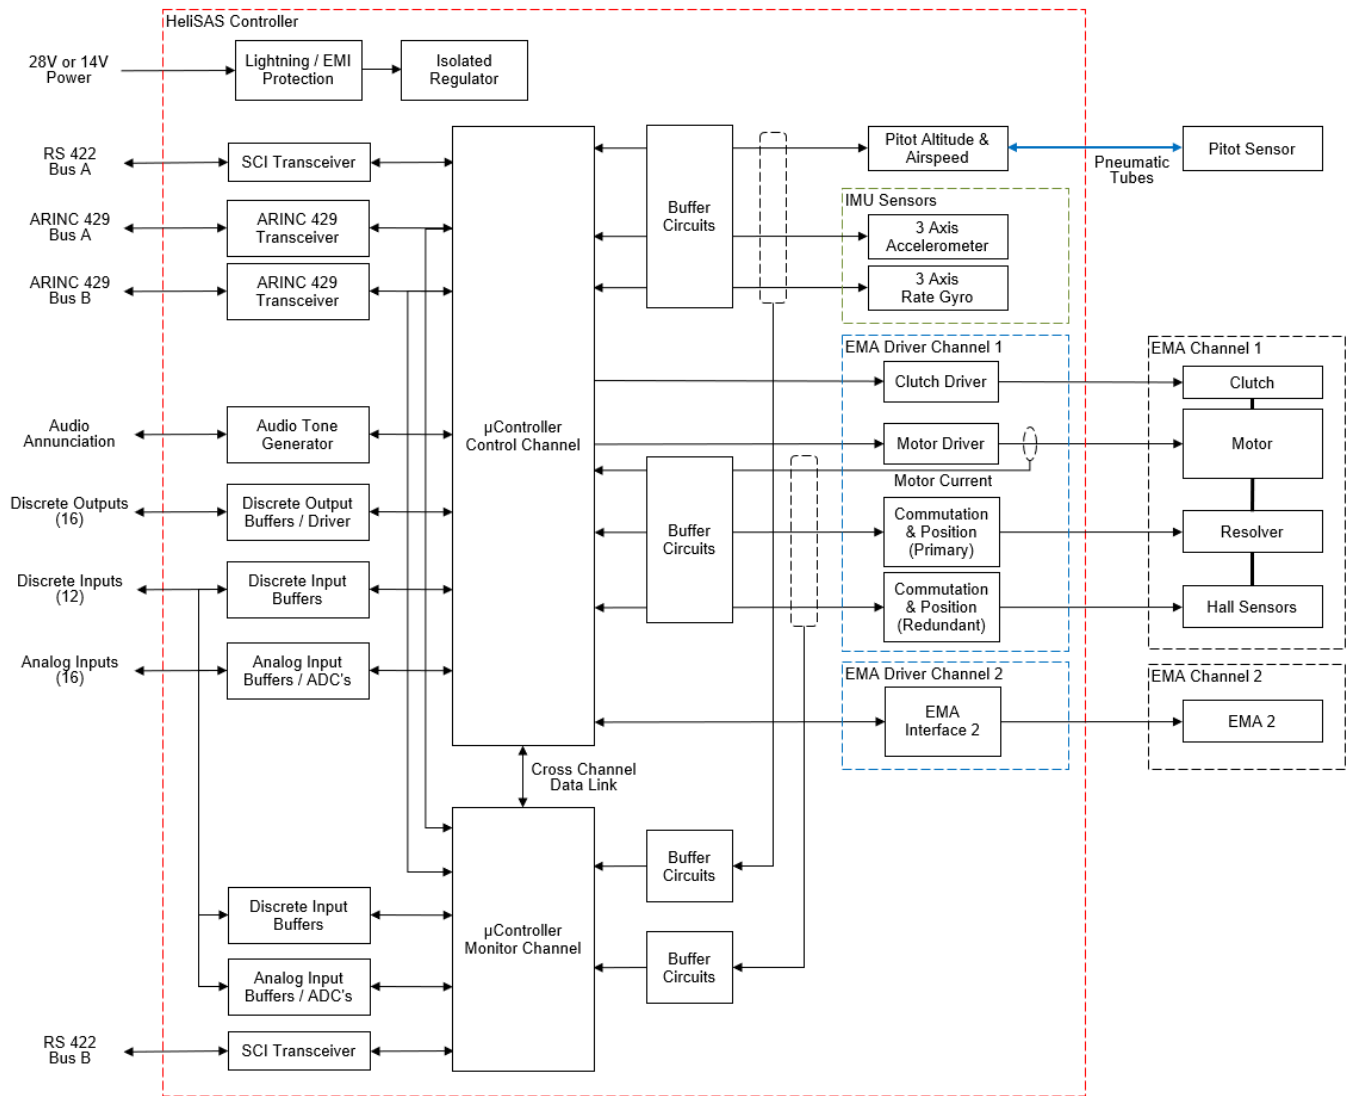 HeliSAS Controller
28V or 14V
Power
Lightning / EMI
Protection
Isolated
Regulator
RS 422
Bus A
SCI Transceiver
ARINC 429
Bus A
ARINC 429
Transceiver
ARINC 429
Bus B
ARINC 429
Transceiver
Audio
Annunciation
Audio Tone
Generator
Discrete Outputs
(16)
Discrete Output
Buffers / Driver
Discrete Inputs
(12)
Discrete Input
Buffers
Analog Inputs
(16)
Analog Input
Buffers / ADC's
µController
Control Channel
Buffer
Circuits
Pitot Altitude &
Airspeed
Pneumatic
Tubes
Pitot Sensor
IMU Sensors
3 Axis
Accelerometer
3 Axis
Rate Gyro
EMA Driver Channel 1
Clutch Driver
Motor Driver
Motor Current
Buffer
Circuits
Commutation
& Position
(Primary)
Commutation
& Position
(Redundant)
EMA Channel 1
Clutch
Motor
Resolver
Hall Sensors
EMA Driver Channel 2
EMA
Interface 2
EMA Channel 2
EMA 2
Cross Channel
Data Link
µController
Monitor Channel
Buffer
Circuits
Buffer
Circuits
Discrete Input
Buffers
Analog Input
Buffers / ADC's
RS 422
Bus B
SCI Transceiver